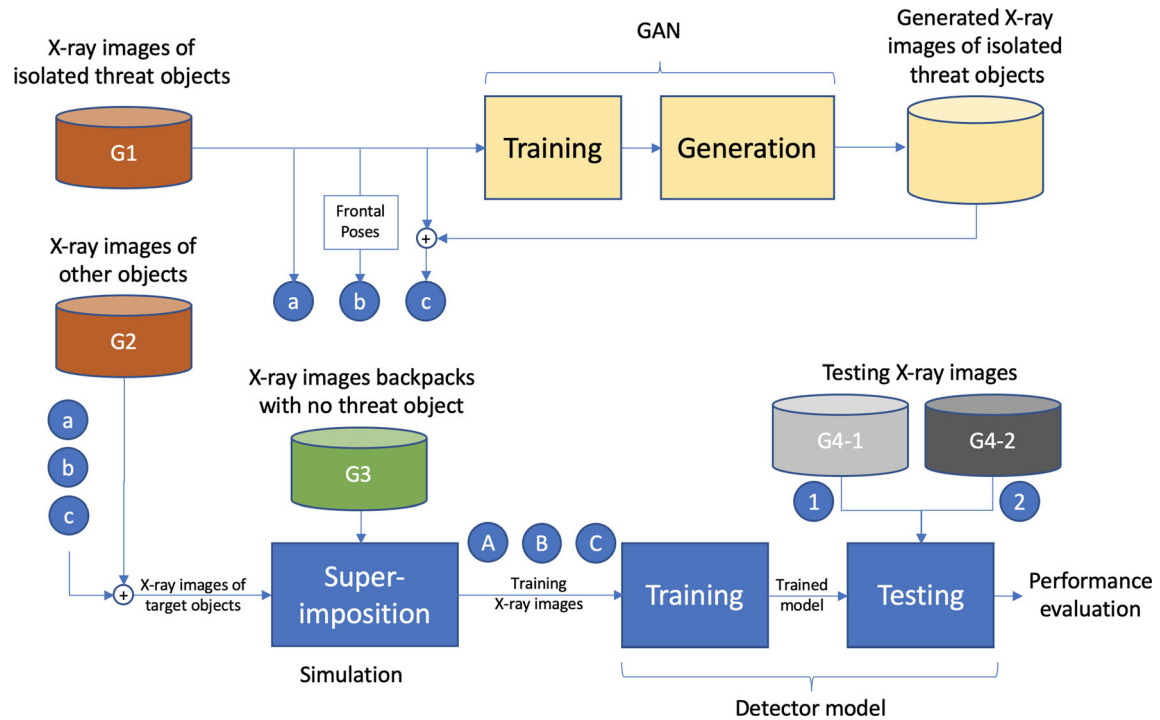 GAN
Generated X-ray
images of isolated
threat objects
X-ray images of
isolated threat objects
G1
Training
Generation
Frontal
Poses
+
a
b
c
X-ray images of
other objects
G2
X-ray images backpacks
with no threat object
G3
Testing X-ray images
G4-1
G4-2
1
2
a
b
c
+
X-ray images of
target objects
Super-
imposition
Simulation
A
B
C
Training
X-ray images
Training
Trained
model
Testing
Performance
evaluation
Detector model